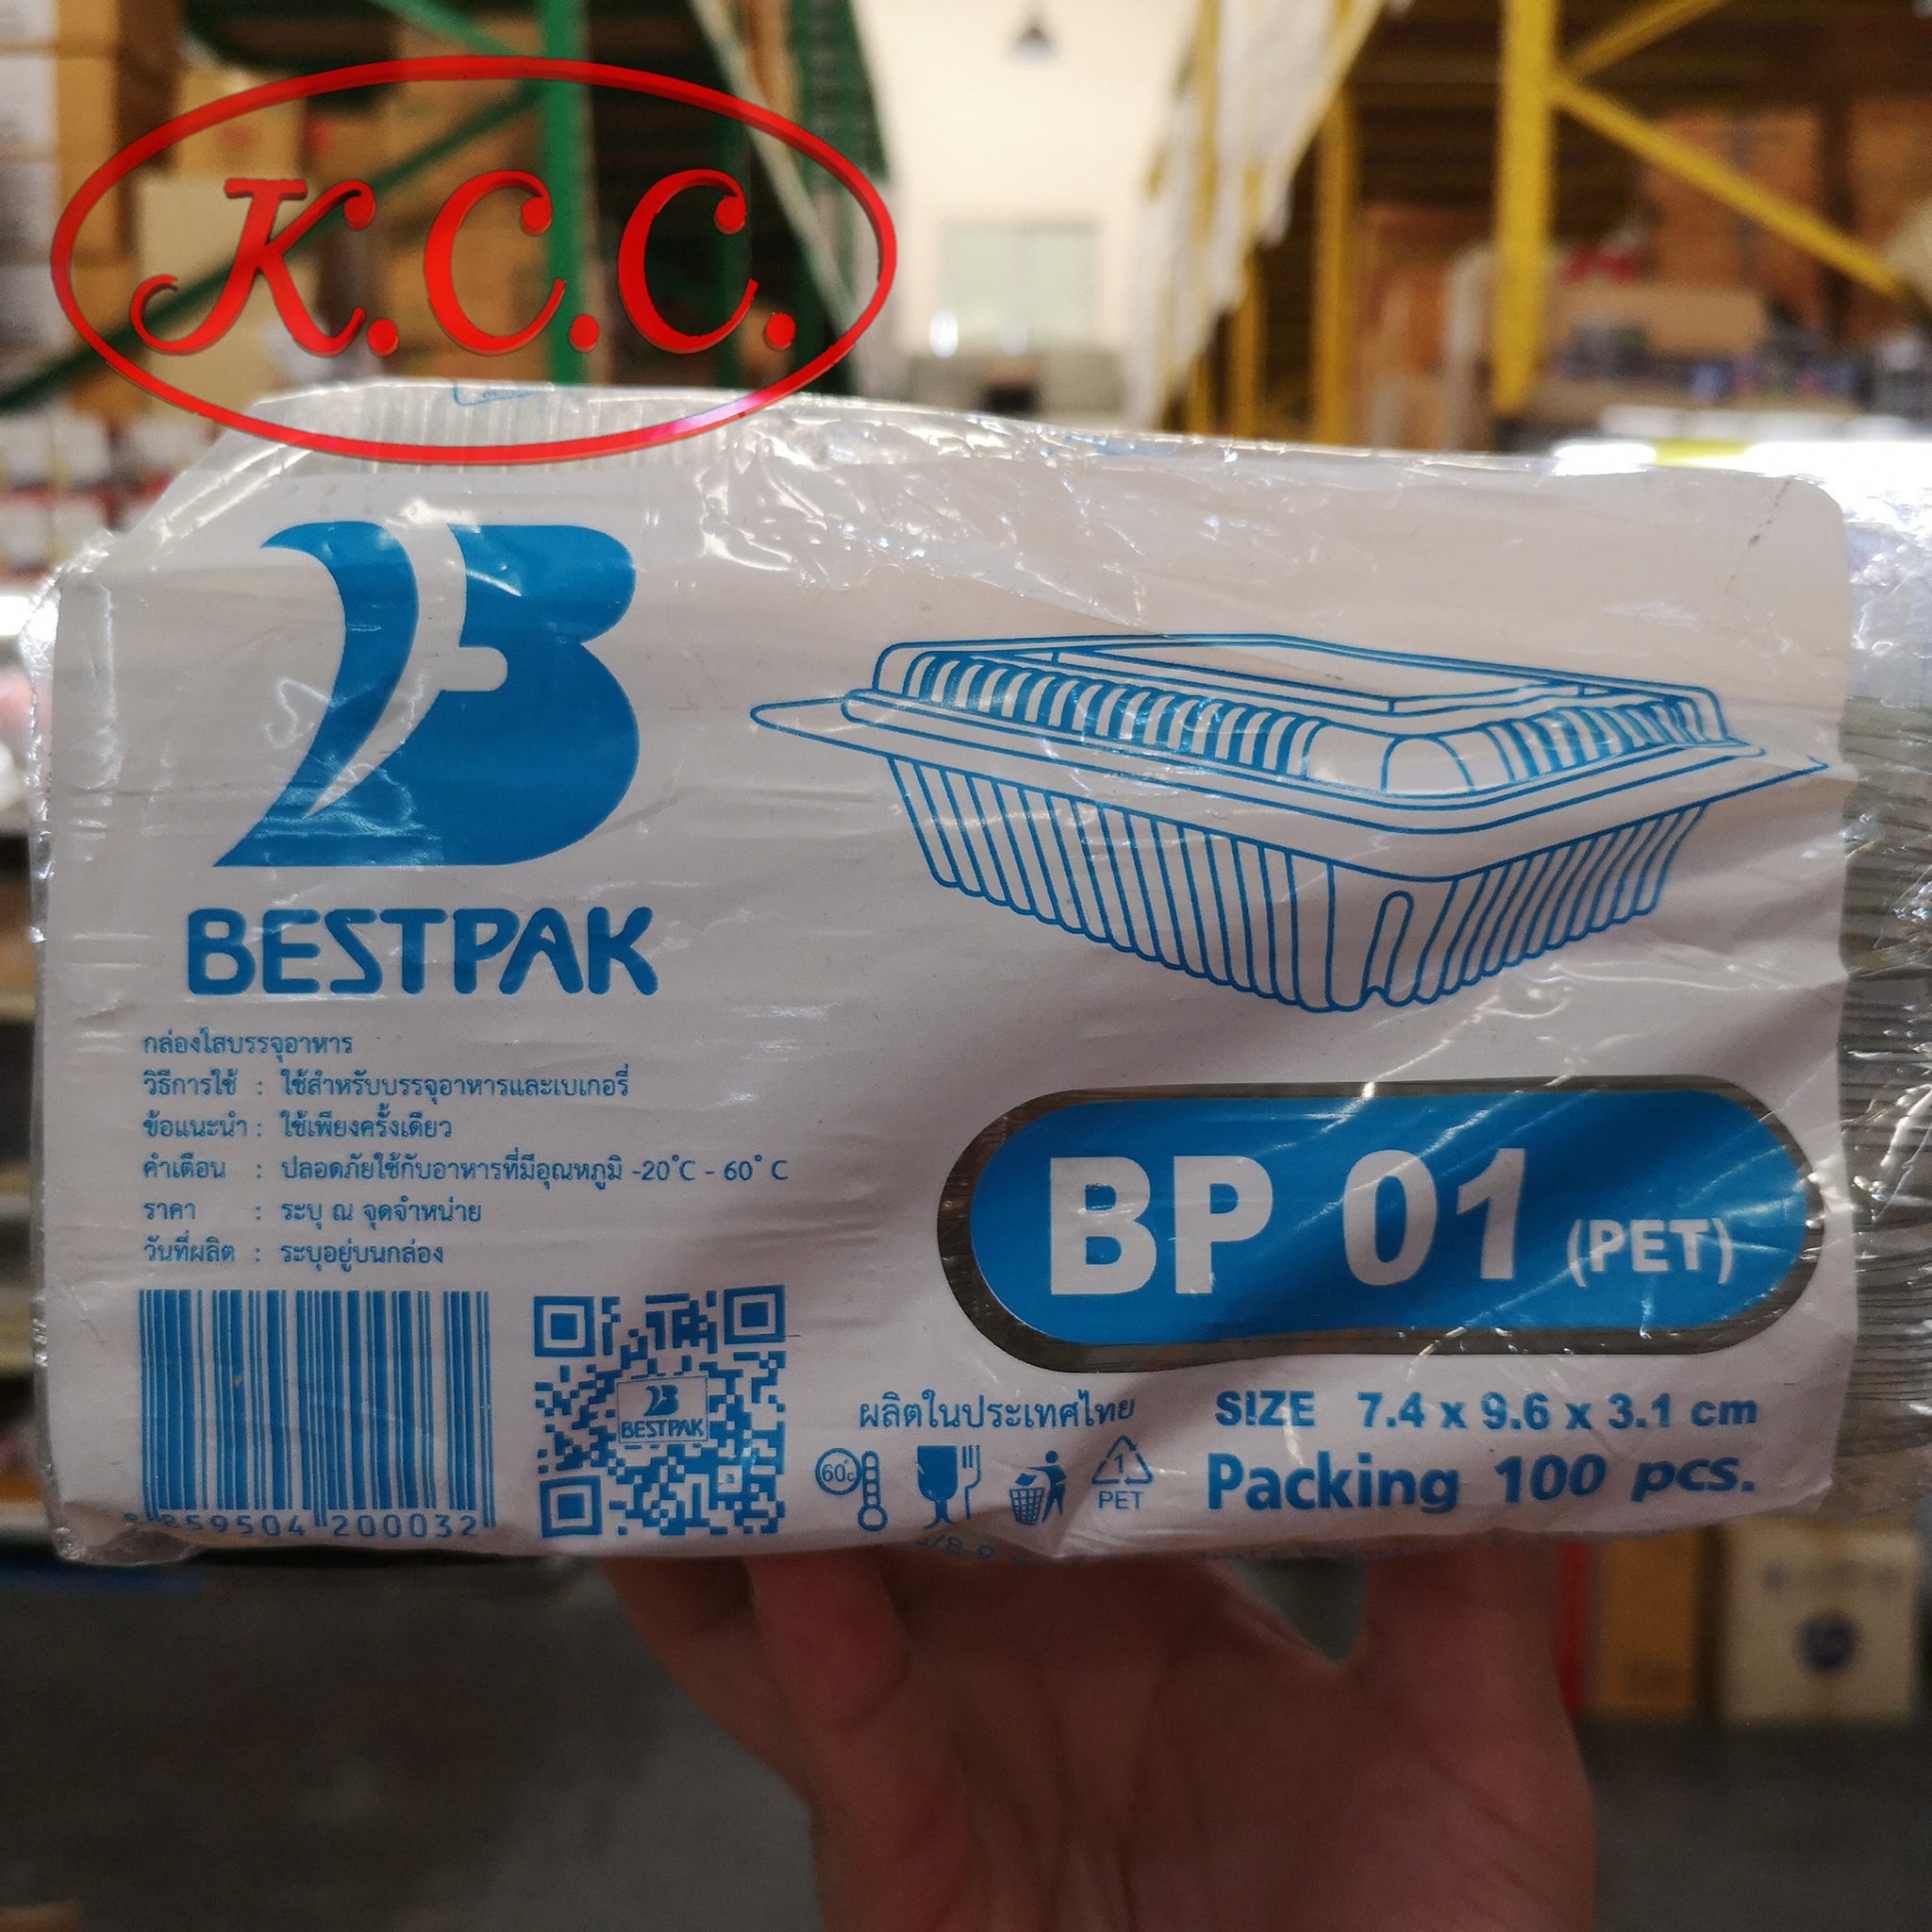 K.C.C.
BESTPAK
กล่องใสบรรจุอาหาร
วิธีการใช้ : ใช้สำหรับบรรจุอาหารและเบเกอรี่
ข้อแนะนำ : ใช้เพียงครั้งเดียว
คำเตือน : ปลอดภัยใช้กับอาหารที่มีอุณหภูมิ -20°C - 60°C
ราคา : ระบุ ณ จุดจำหน่าย
วันที่ผลิต : ระบุอยู่บนกล่อง
8 859504 200032
BESTPAK
BP 01 (PET)
ผลิตในประเทศไทย
60°c
1
PET
SIZE 7.4 x 9.6 x 3.1 cm
Packing 100 pcs.